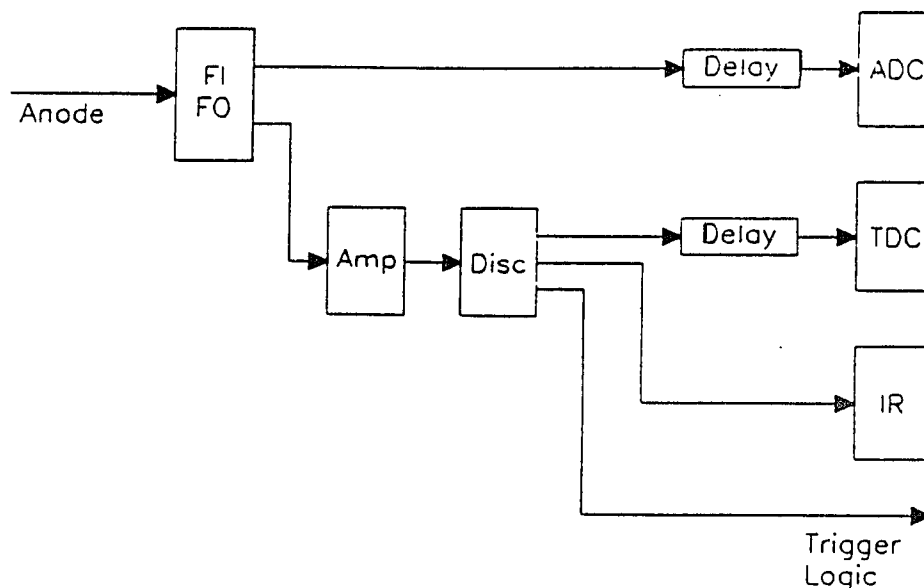 FI
FO
Anode
Delay
ADC
Amp
Disc
Delay
TDC
IR
Trigger
Logic